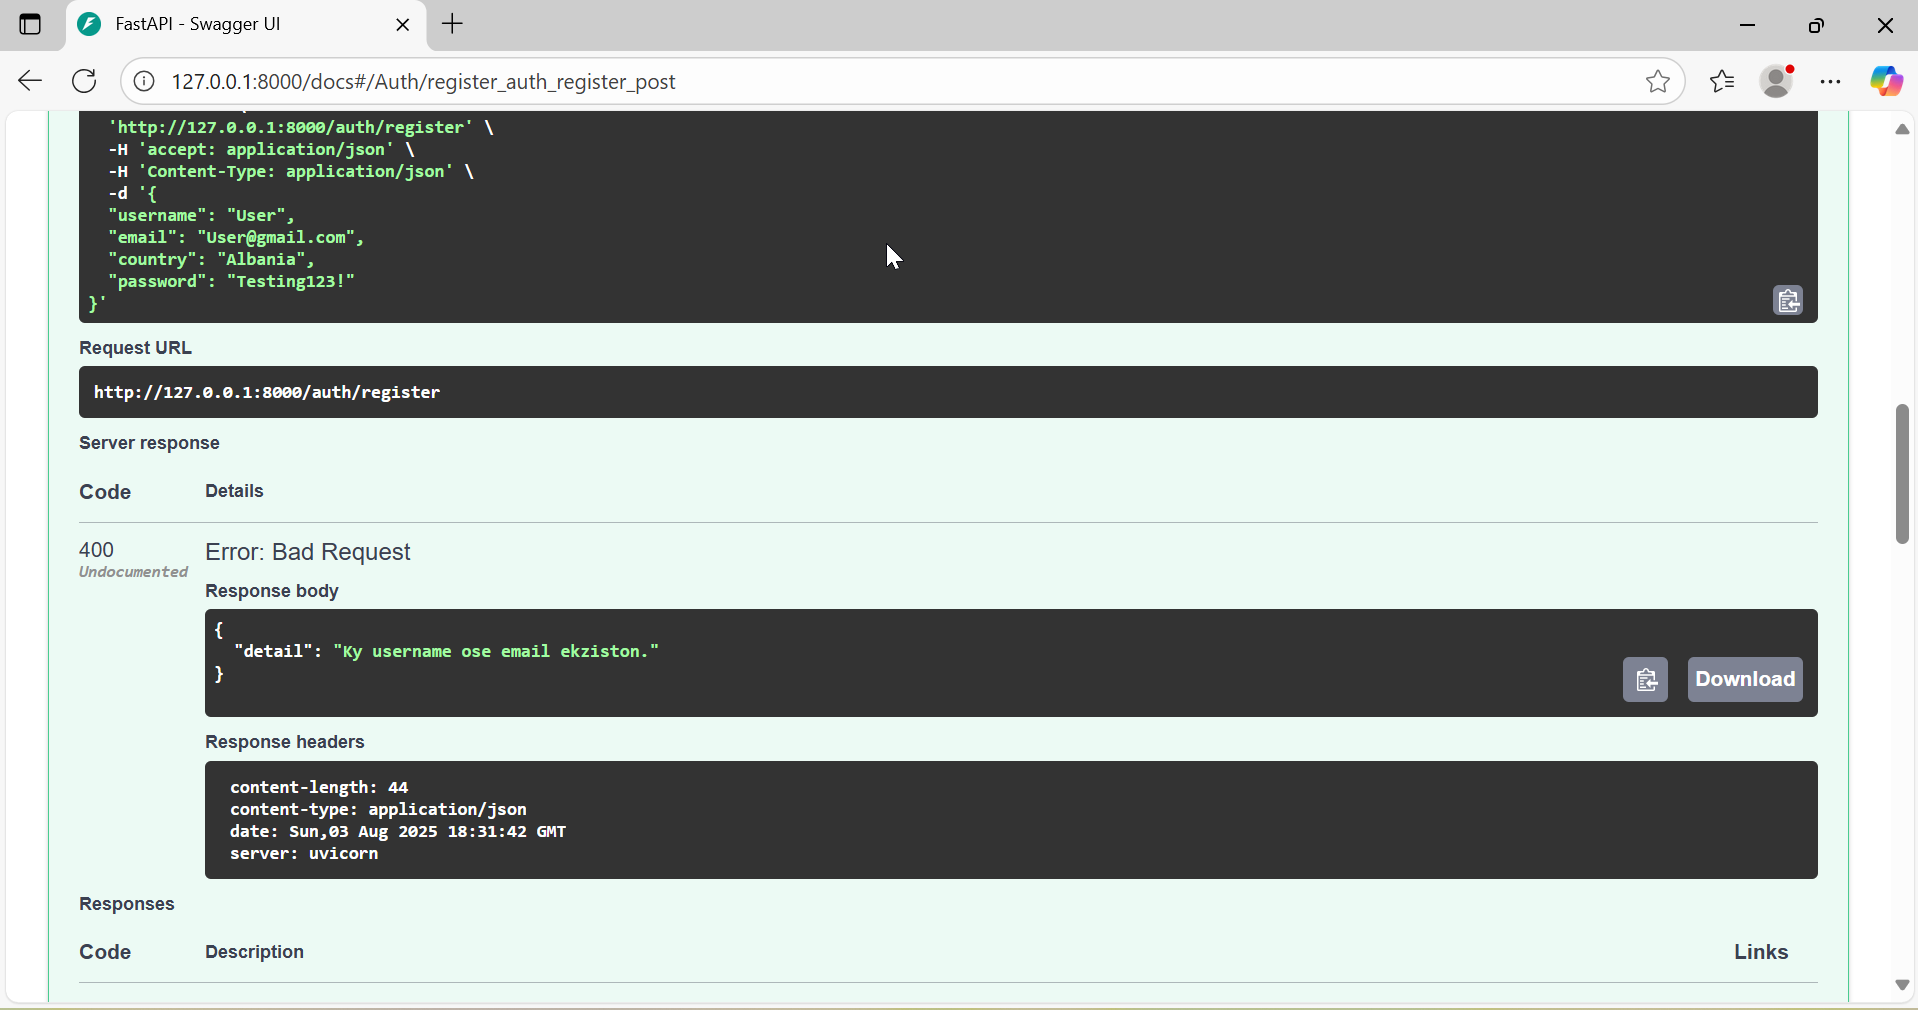 FastAPI - Swagger UI
127.0.0.1:8000/docs#/Auth/register_auth_register_post
'http://127.0.0.1:8000/auth/register' \
-H 'accept: application/json' \
-H 'Content-Type: application/json' \
-d '{
"username": "User",
"email": "User@gmail.com",
"country": "Albania",
"password": "Testing123!"
}'
Request URL
http://127.0.0.1:8000/auth/register
Server response
Code Details
400 Error: Bad Request
Undocumented
Response body
{
"detail": "Ky username ose email ekziston."
}
Download
Response headers
content-length: 44
content-type: application/json
date: Sun,03 Aug 2025 18:31:42 GMT
server: uvicorn
Responses
Code Description Links